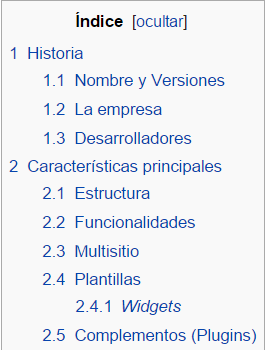 Índice [ocultar]
1 Historia
1.1 Nombre y Versiones
1.2 La empresa
1.3 Desarrolladores
2 Características principales
2.1 Estructura
2.2 Funcionalidades
2.3 Multisitio
2.4 Plantillas
2.4.1 Widgets
2.5 Complementos (Plugins)